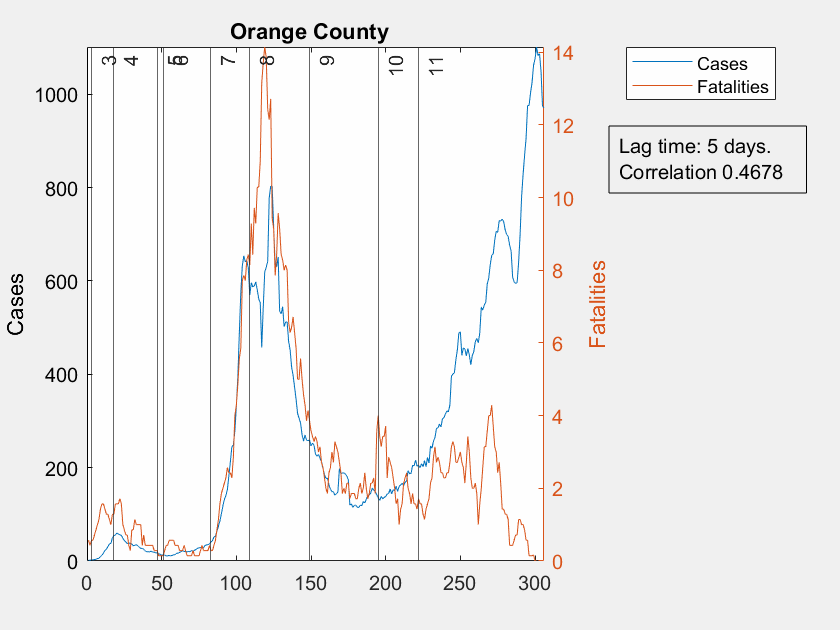 Orange County
3 4 5 6 7 8 9 10 11
Cases
Fatalities
Lag time: 5 days.
Correlation 0.4678
Cases
1000
800
600
400
200
0
14
12
10
8
6
4
2
0
Fatalities
0 50 100 150 200 250 300